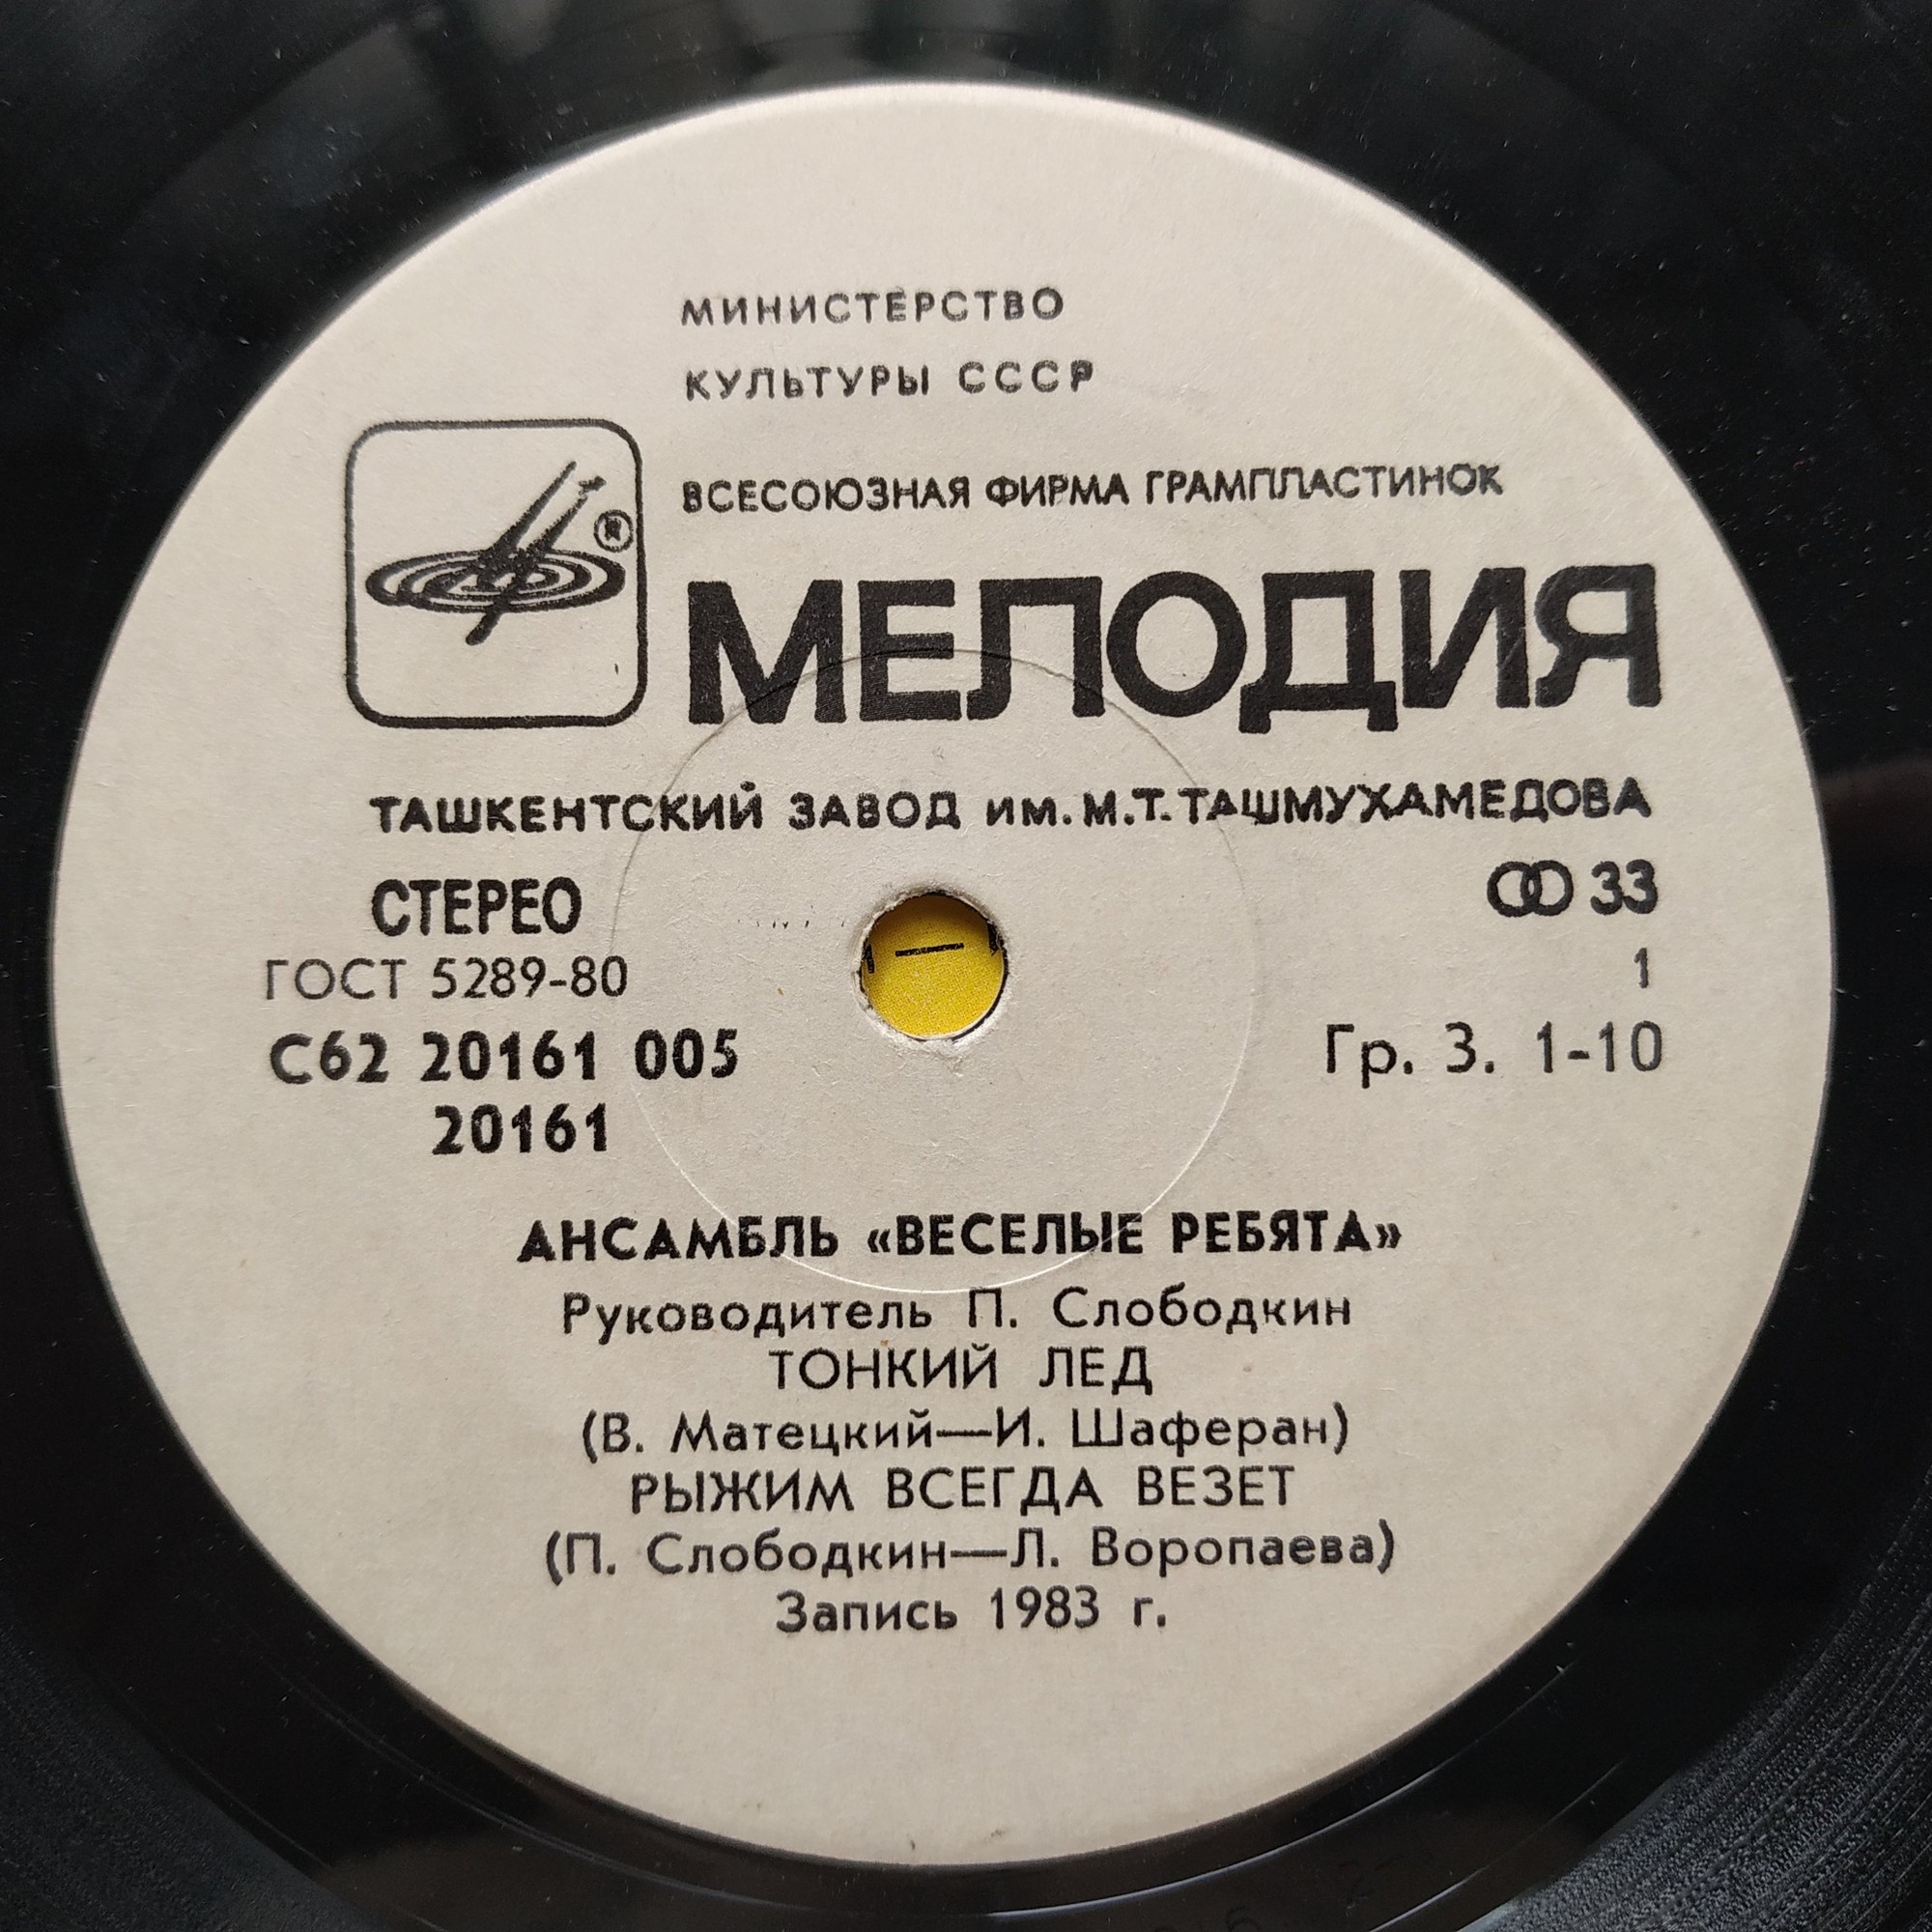 МИНИСТЕРСТВО
КУЛЬТУРЫ СССР
ВСЕСОЮЗНАЯ ФИРМА ГРАМПЛАСТИНОК
®
МЕЛОДИЯ
ТАШКЕНТСКИЙ ЗАВОД им. М.Т. ТАШМУХАМЕДОВА
СТЕРЕО 33
ГОСТ 5289-80 1
С62 20161 005 Гр. 3. 1-10
20161
АНСАМБЛЬ «ВЕСЕЛЫЕ РЕБЯТА»
Руководитель П. Слободкин
ТОНКИЙ ЛЕД
(В. Матецкий—И. Шаферан)
РЫЖИМ ВСЕГДА ВЕЗЕТ
(П. Слободкин—Л. Воропаева)
Запись 1983 г.